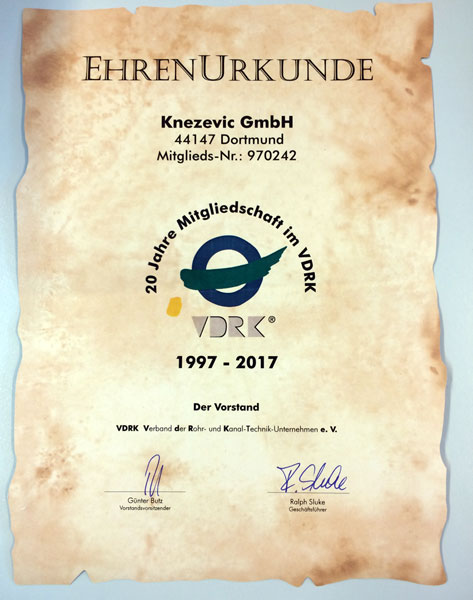 EHRENURKUNDE
Knezevic GmbH
44147 Dortmund
Mitglieds-Nr.: 970242
20 Jahre Mitgliedschaft im VDRK
VDRK®
1997 - 2017
Der Vorstand
VDRK Verband der Rohr- und Kanal-Technik-Unternehmen e. V.
R. Sluke
Günter Butz
Vorstandsvorsitzender
Ralph Sluke
Geschäftsführer